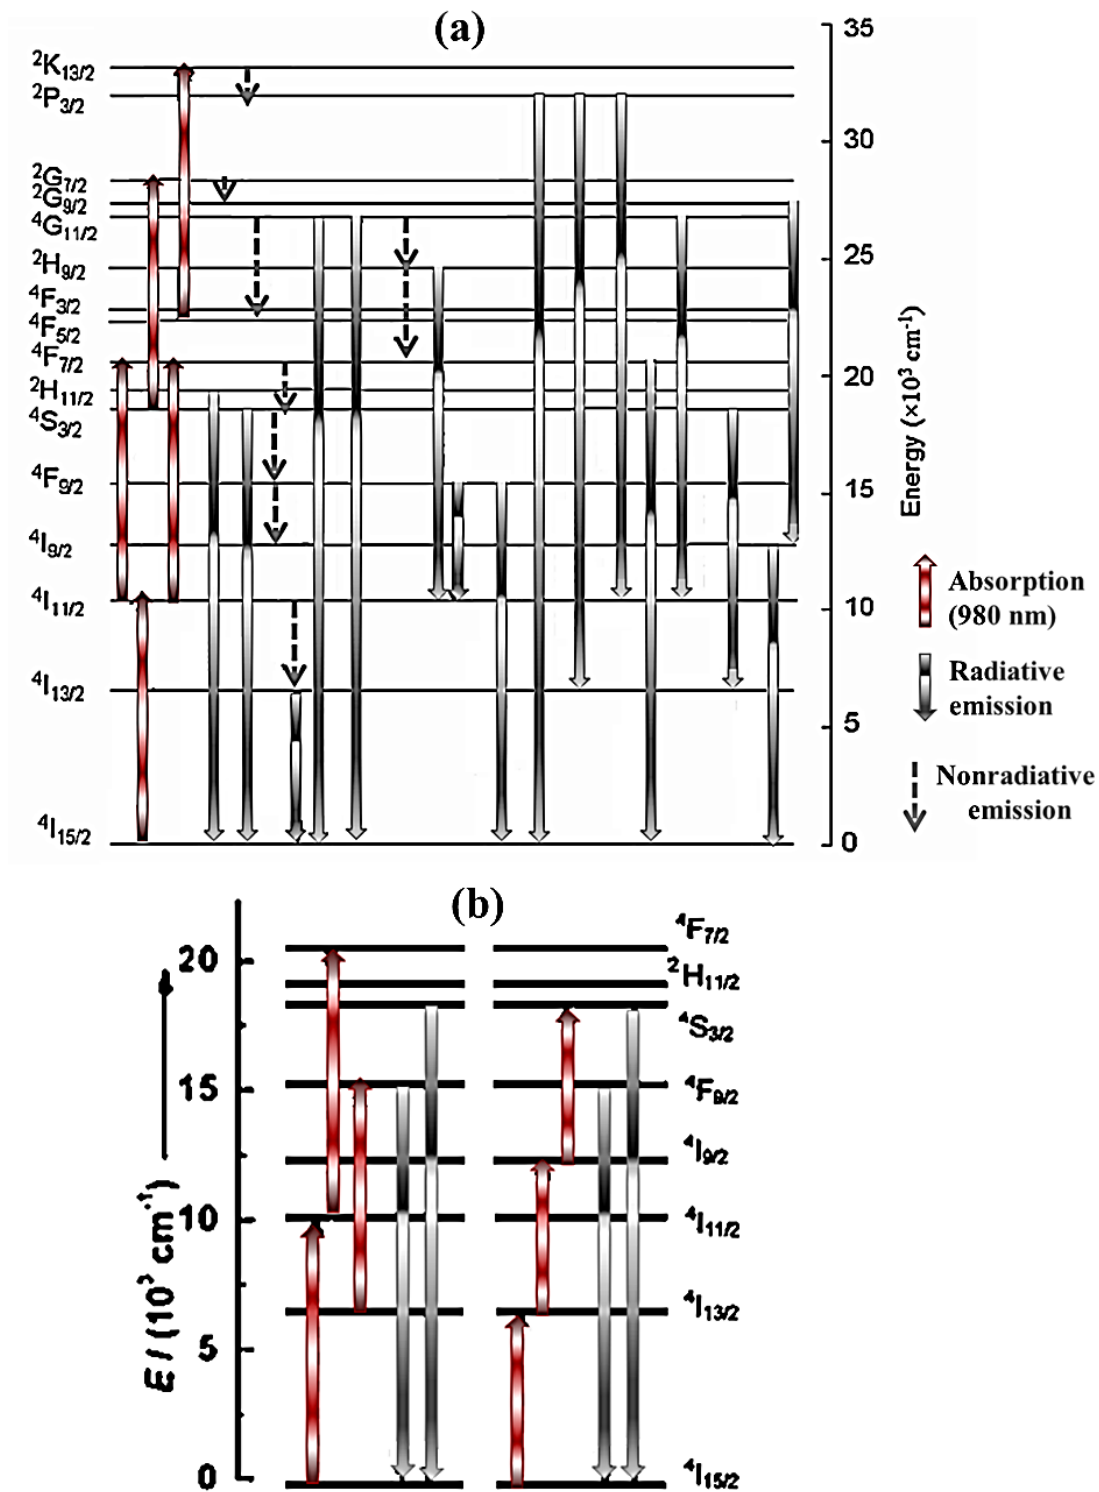 (a)
35
²K₁₃/₂
²P₃/₂
30
²G₇/₂
²G₉/₂
⁴G₁₁/₂
25
²H₉/₂
⁴F₃/₂
⁴F₅/₂
⁴F₇/₂
20
²H₁₁/₂
⁴S₃/₂
⁴F₉/₂
15
⁴I₉/₂
⁴I₁₁/₂
10
⁴I₁₃/₂
5
⁴I₁₅/₂
0
Energy (×10³ cm⁻¹)
Absorption
(980 nm)
Radiative
emission
Nonradiative
emission
(b)
20
15
10
5
0
E / (10³ cm⁻¹)
⁴F₇/₂
²H₁₁/₂
⁴S₃/₂
⁴F₉/₂
⁴I₉/₂
⁴I₁₁/₂
⁴I₁₃/₂
⁴I₁₅/₂